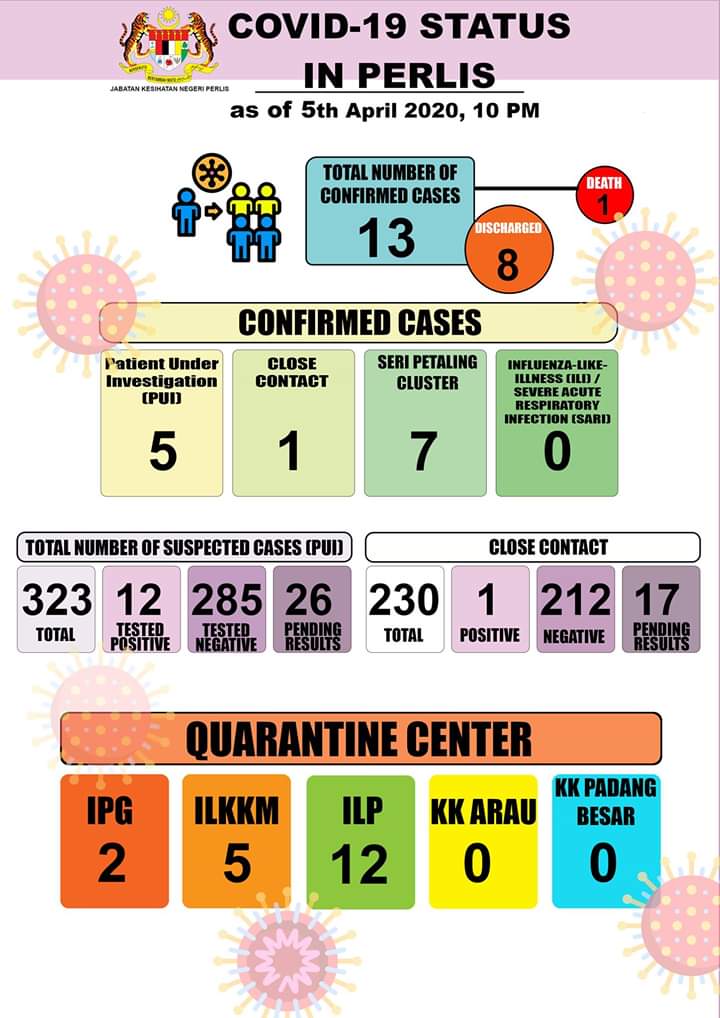 COVID-19 STATUS
IN PERLIS
JABATAN KESIHATAN NEGERI PERLIS
as of 5th April 2020, 10 PM
TOTAL NUMBER OF
CONFIRMED CASES
13
DEATH
1
DISCHARGED
8
CONFIRMED CASES
Patient Under
Investigation
(PUI)
5
CLOSE
CONTACT
1
SERI PETALING
CLUSTER
7
INFLUENZA-LIKE-
ILLNESS (ILI) /
SEVERE ACUTE
RESPIRATORY
INFECTION (SARI)
0
TOTAL NUMBER OF SUSPECTED CASES (PUI)
323
TOTAL
12
TESTED
POSITIVE
285
TESTED
NEGATIVE
26
PENDING
RESULTS
CLOSE CONTACT
230
TOTAL
1
POSITIVE
212
NEGATIVE
17
PENDING
RESULTS
QUARANTINE CENTER
IPG
2
ILKKM
5
ILP
12
KK ARAU
0
KK PADANG
BESAR
0